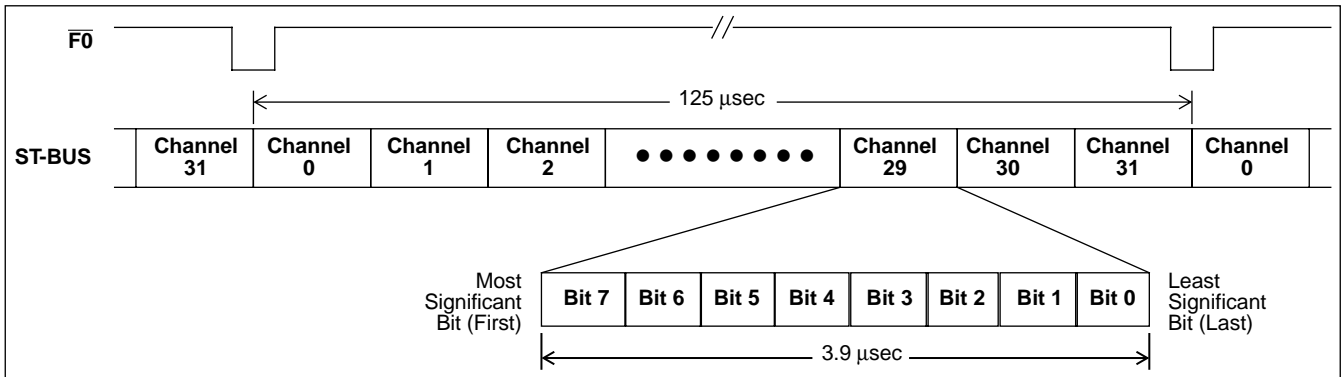 F0
125 μsec
ST-BUS
Channel 31
Channel 0
Channel 1
Channel 2
Channel 29
Channel 30
Channel 31
Channel 0
Most Significant Bit (First)
Bit 7
Bit 6
Bit 5
Bit 4
Bit 3
Bit 2
Bit 1
Bit 0
Least Significant Bit (Last)
3.9 μsec